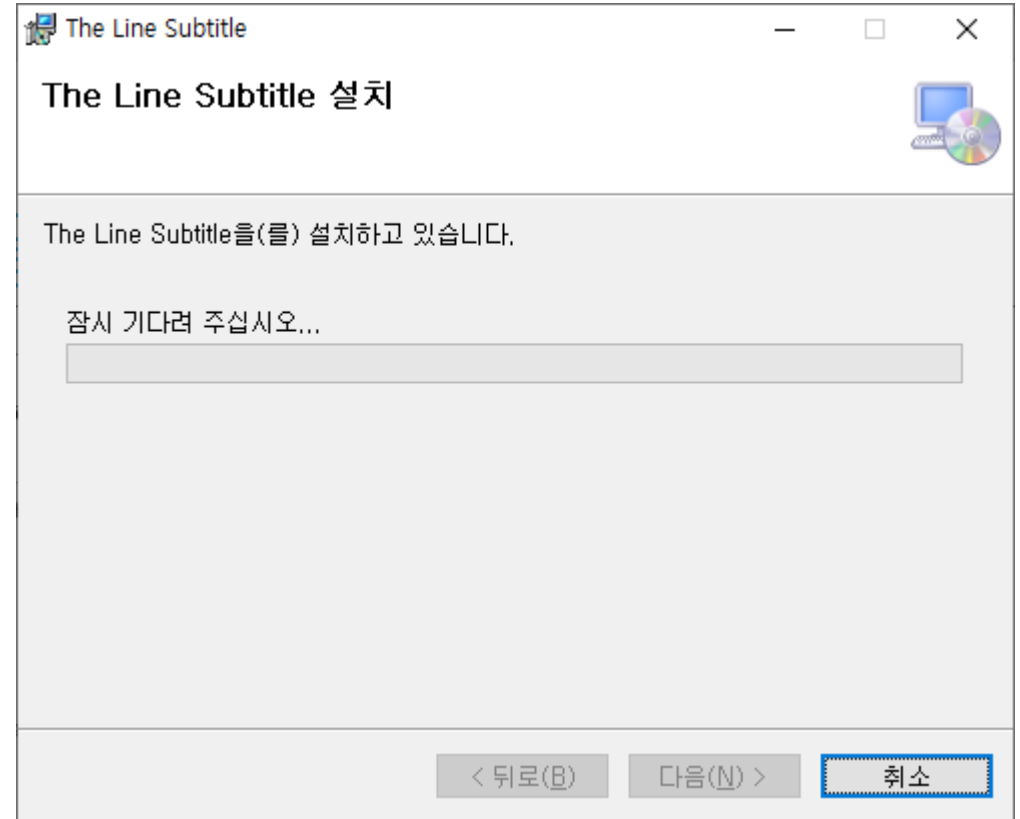 The Line Subtitle
The Line Subtitle 설치
The Line Subtitle을(를) 설치하고 있습니다.
잠시 기다려 주십시오...
< 뒤로(B)
다음(N) >
취소